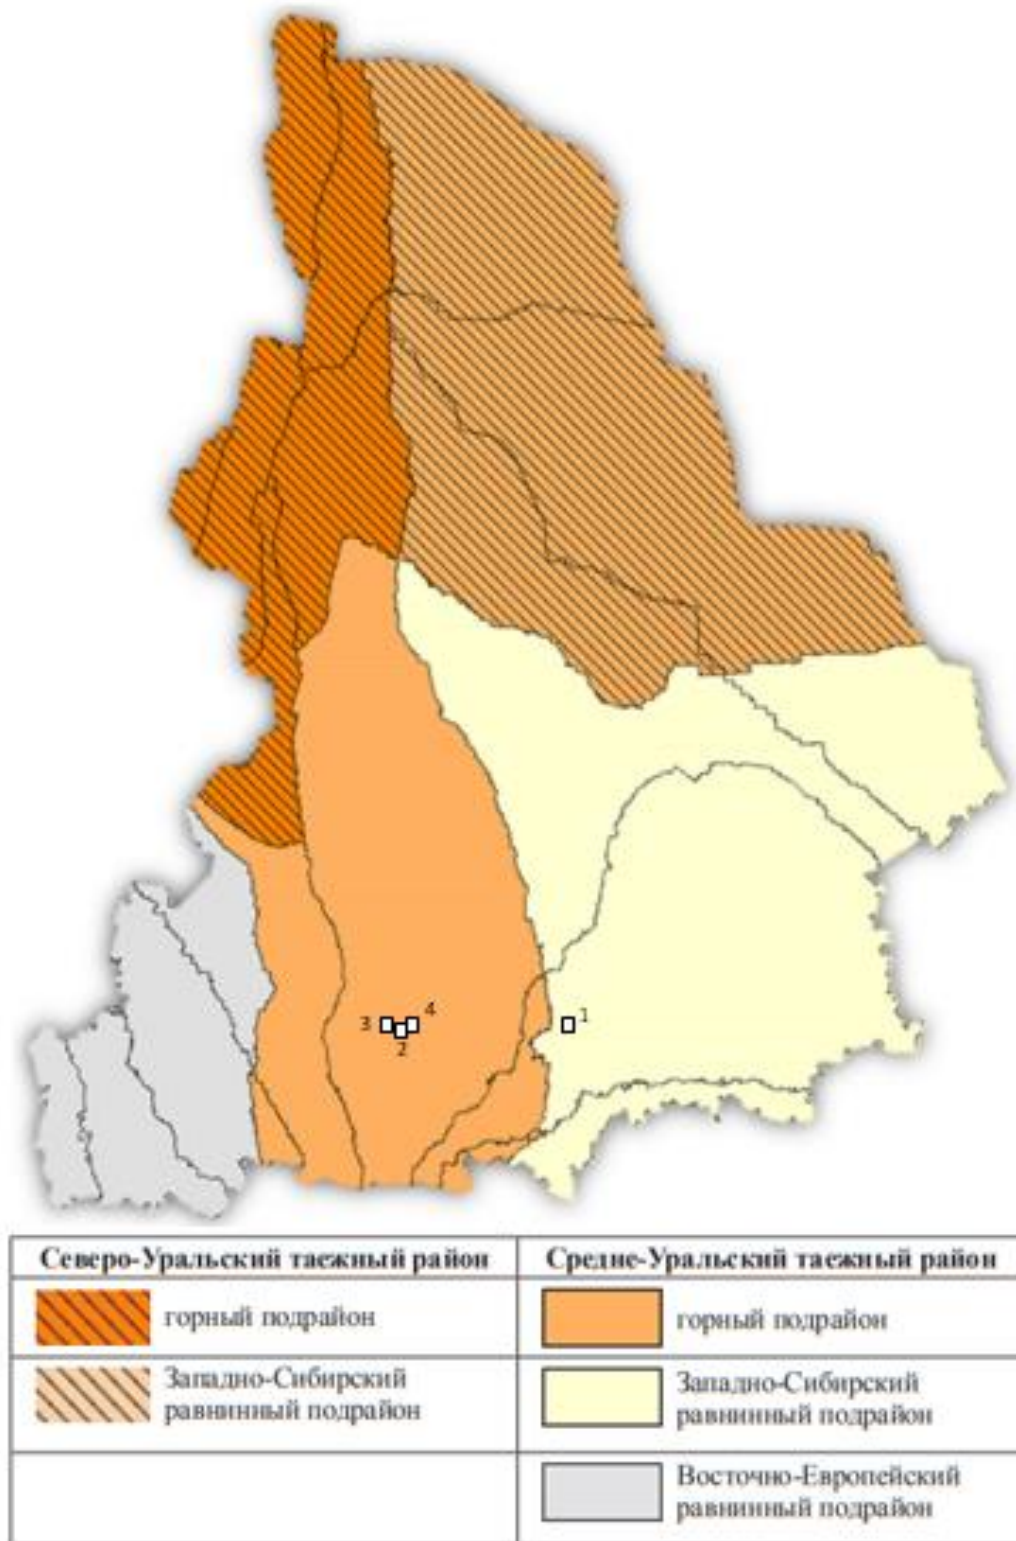 3
4
2
1
Северо-Уральский таежный район
Средне-Уральский таежный район
горный подрайон
горный подрайон
Западно-Сибирский
равнинный подрайон
Западно-Сибирский
равнинный подрайон
Восточно-Европейский
равнинный подрайон